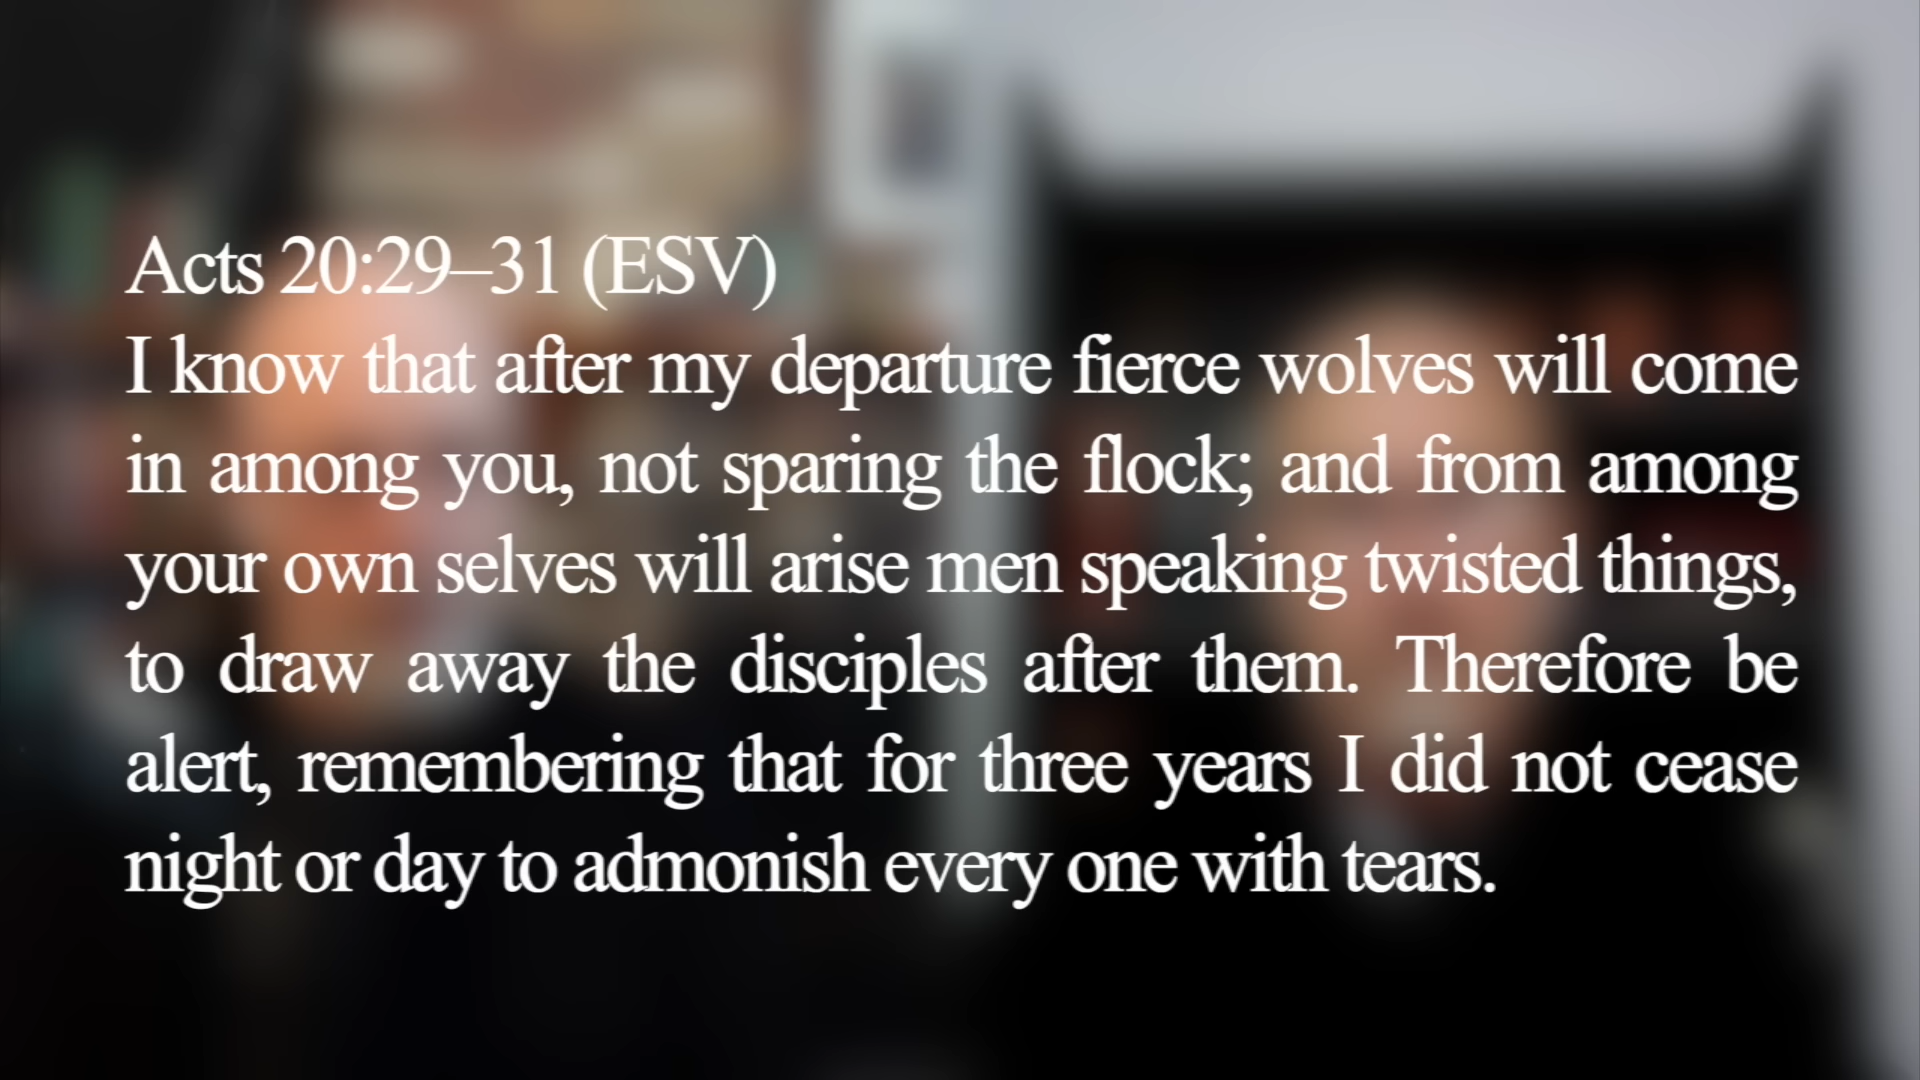 Acts 20:29–31 (ESV)
I know that after my departure fierce wolves will come
in among you, not sparing the flock; and from among
your own selves will arise men speaking twisted things,
to draw away the disciples after them. Therefore be
alert, remembering that for three years I did not cease
night or day to admonish every one with tears.